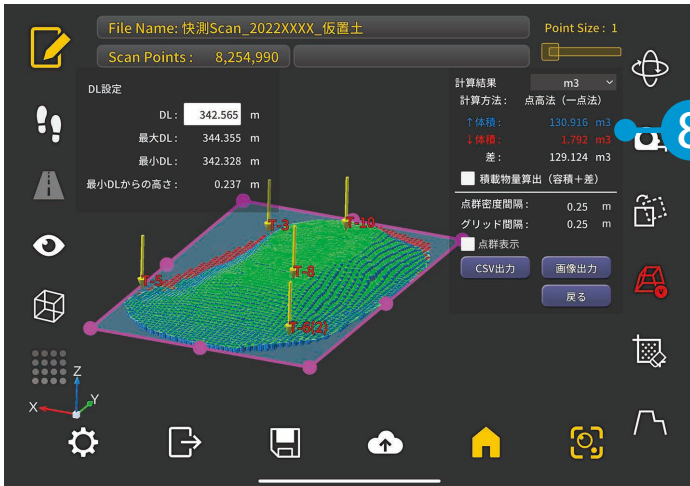 File Name: 快測Scan_2022XXXX_仮置土
Point Size : 1
Scan Points : 8,254,990
DL設定
DL : 342.565 m
最大DL : 344.355 m
最小DL : 342.328 m
最小DLからの高さ : 0.237 m
計算結果 m3
計算方法 : 点高法（一点法）
↑体積 : 130.916 m3
↓体積 : 1.792 m3
差 : 129.124 m3
積載物量算出（容積＋差）
点群密度間隔 : 0.25 m
グリッド間隔 : 0.25 m
点群表示
CSV出力 画像出力
戻る
8
T-3
T-10
T-5
T-8
T-6(2)
Z
X
Y
V